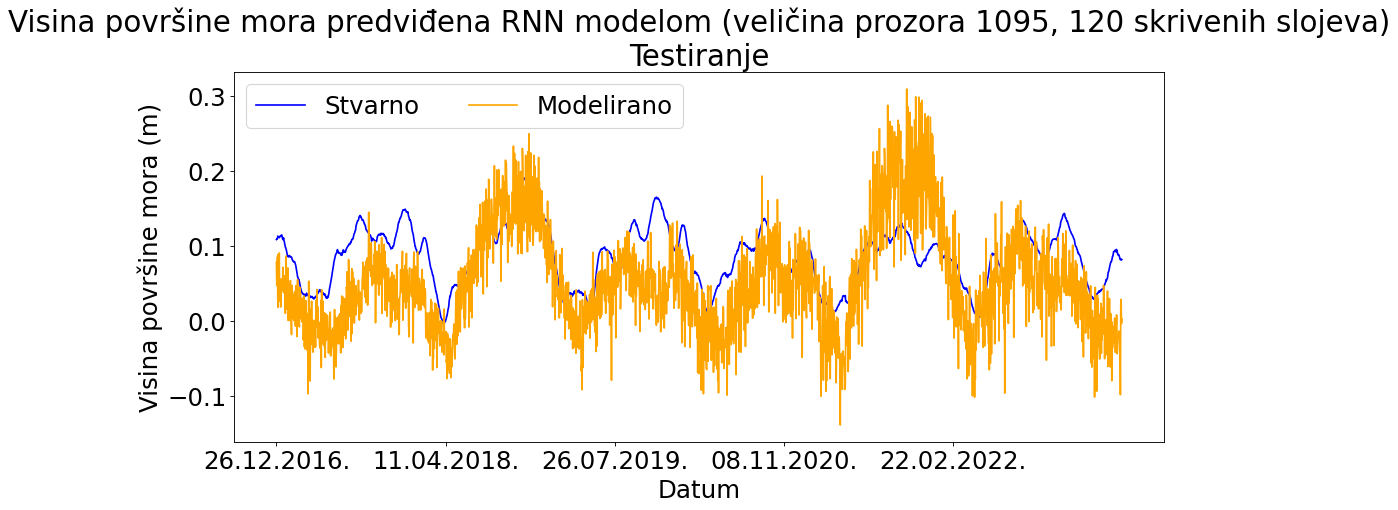 Visina površine mora predviđena RNN modelom (veličina prozora 1095, 120 skrivenih slojeva)
Testiranje
Stvarno
Modelirano
Visina površine mora (m)
0.3
0.2
0.1
0.0
−0.1
26.12.2016.
11.04.2018.
26.07.2019.
08.11.2020.
22.02.2022.
Datum